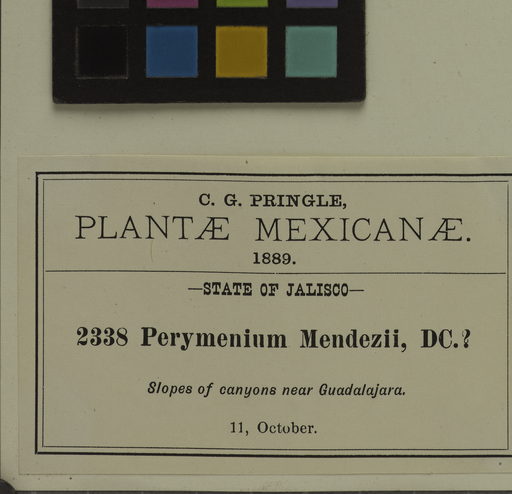 C. G. PRINGLE,
PLANTÆ MEXICANÆ.
1889.
—STATE OF JALISCO—
2338 Perymenium Mendezii, DC.?
Slopes of canyons near Guadalajara.
11, October.